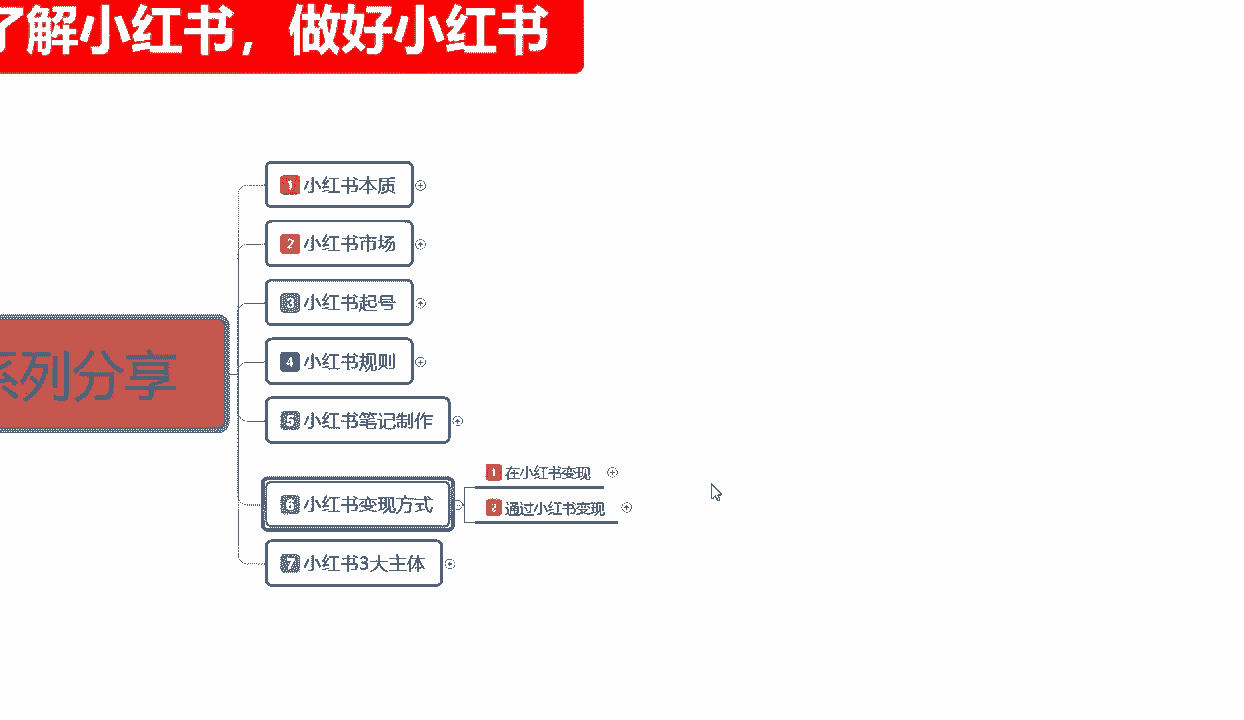 了解小红书，做好小红书
1 小红书本质
2 小红书市场
3 小红书起号
4 小红书规则
系列分享
5 小红书笔记制作
1 在小红书变现
6 小红书变现方式
2 通过小红书变现
7 小红书3大主体